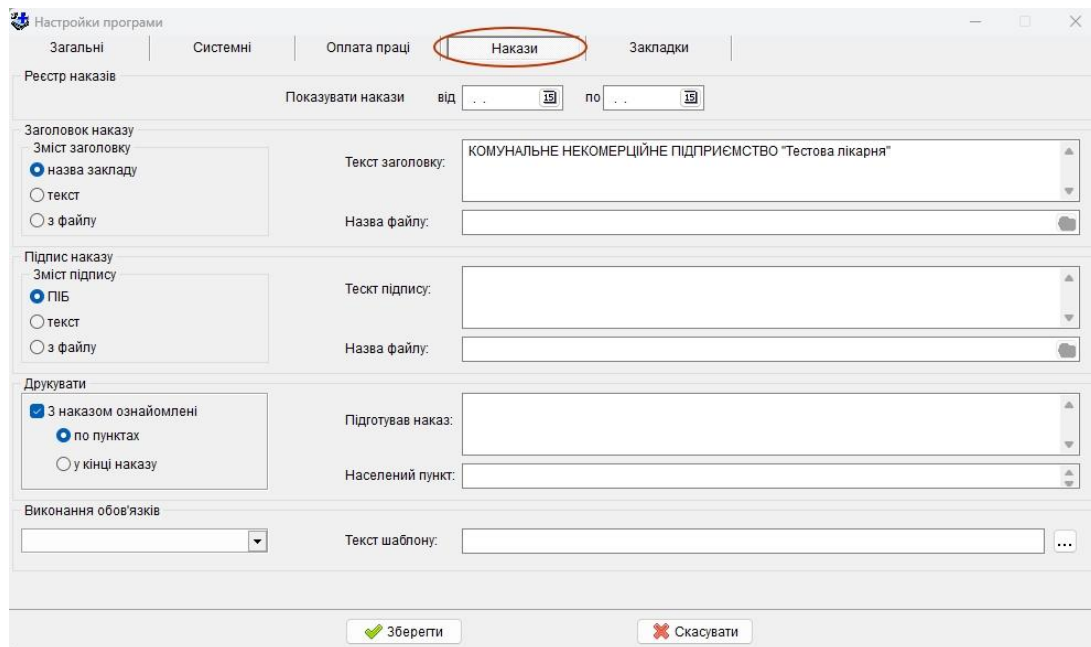 Настройки програми
Загальні Системні Оплата праці Накази Закладки
Реєстр наказів
Показувати накази від . . 15 по . . 15
Заголовок наказу
Зміст заголовку
назва закладу
текст
з файлу
Текст заголовку: КОМУНАЛЬНЕ НЕКОМЕРЦІЙНЕ ПІДПРИЄМСТВО "Тестова лікарня"
Назва файлу:
Підпис наказу
Зміст підпису
ПІБ
текст
з файлу
Тескт підпису:
Назва файлу:
Друкувати
З наказом ознайомлені
по пунктах
у кінці наказу
Підготував наказ:
Населений пункт:
Виконання обов'язків
Текст шаблону: ...
Зберегти Скасувати